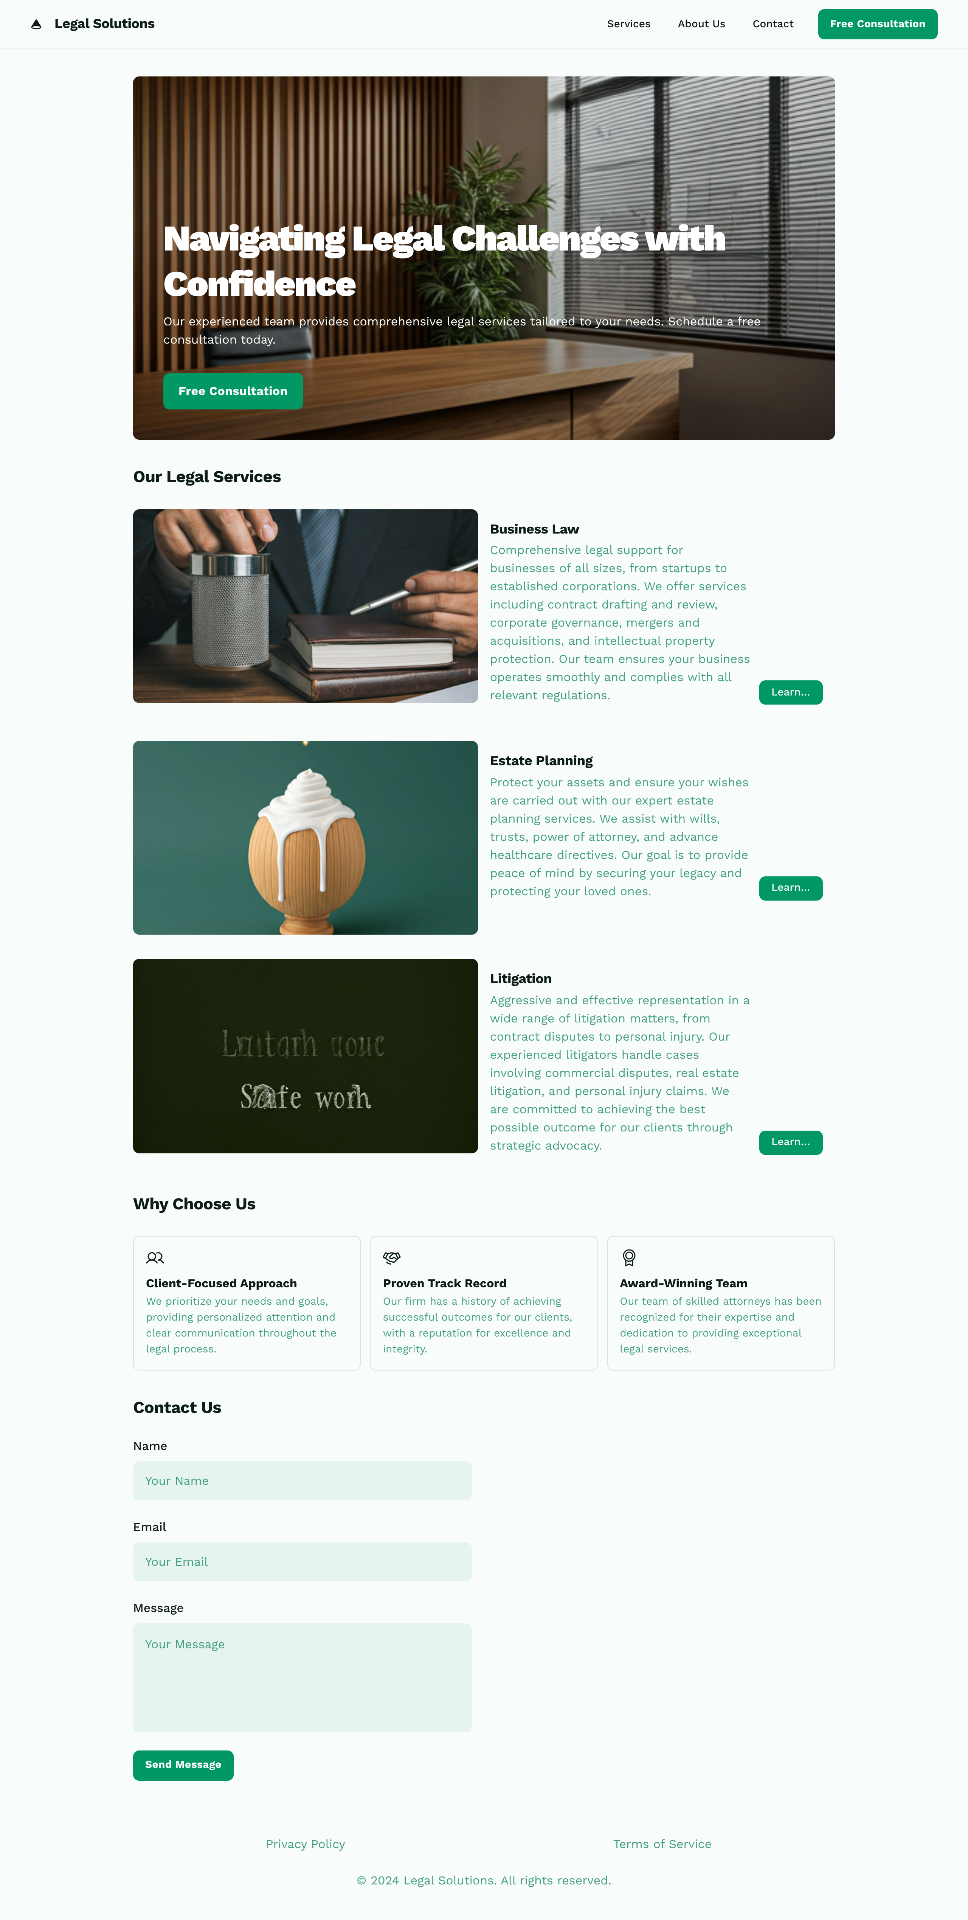 Legal Solutions
Services
About Us
Contact
Free Consultation
Navigating Legal Challenges with
Confidence
Our experienced team provides comprehensive legal services tailored to your needs. Schedule a free
consultation today.
Free Consultation
Our Legal Services
Business Law
Comprehensive legal support for
businesses of all sizes, from startups to
established corporations. We offer services
including contract drafting and review,
corporate governance, mergers and
acquisitions, and intellectual property
protection. Our team ensures your business
operates smoothly and complies with all
relevant regulations.
Learn...
Estate Planning
Protect your assets and ensure your wishes
are carried out with our expert estate
planning services. We assist with wills,
trusts, power of attorney, and advance
healthcare directives. Our goal is to provide
peace of mind by securing your legacy and
protecting your loved ones.
Learn...
Litigation
Aggressive and effective representation in a
wide range of litigation matters, from
contract disputes to personal injury. Our
experienced litigators handle cases
involving commercial disputes, real estate
litigation, and personal injury claims. We
are committed to achieving the best
possible outcome for our clients through
strategic advocacy.
Learn...
Why Choose Us
Client-Focused Approach
We prioritize your needs and goals,
providing personalized attention and
clear communication throughout the
legal process.
Proven Track Record
Our firm has a history of achieving
successful outcomes for our clients,
with a reputation for excellence and
integrity.
Award-Winning Team
Our team of skilled attorneys has been
recognized for their expertise and
dedication to providing exceptional
legal services.
Contact Us
Name
Your Name
Email
Your Email
Message
Your Message
Send Message
Privacy Policy
Terms of Service
© 2024 Legal Solutions. All rights reserved.